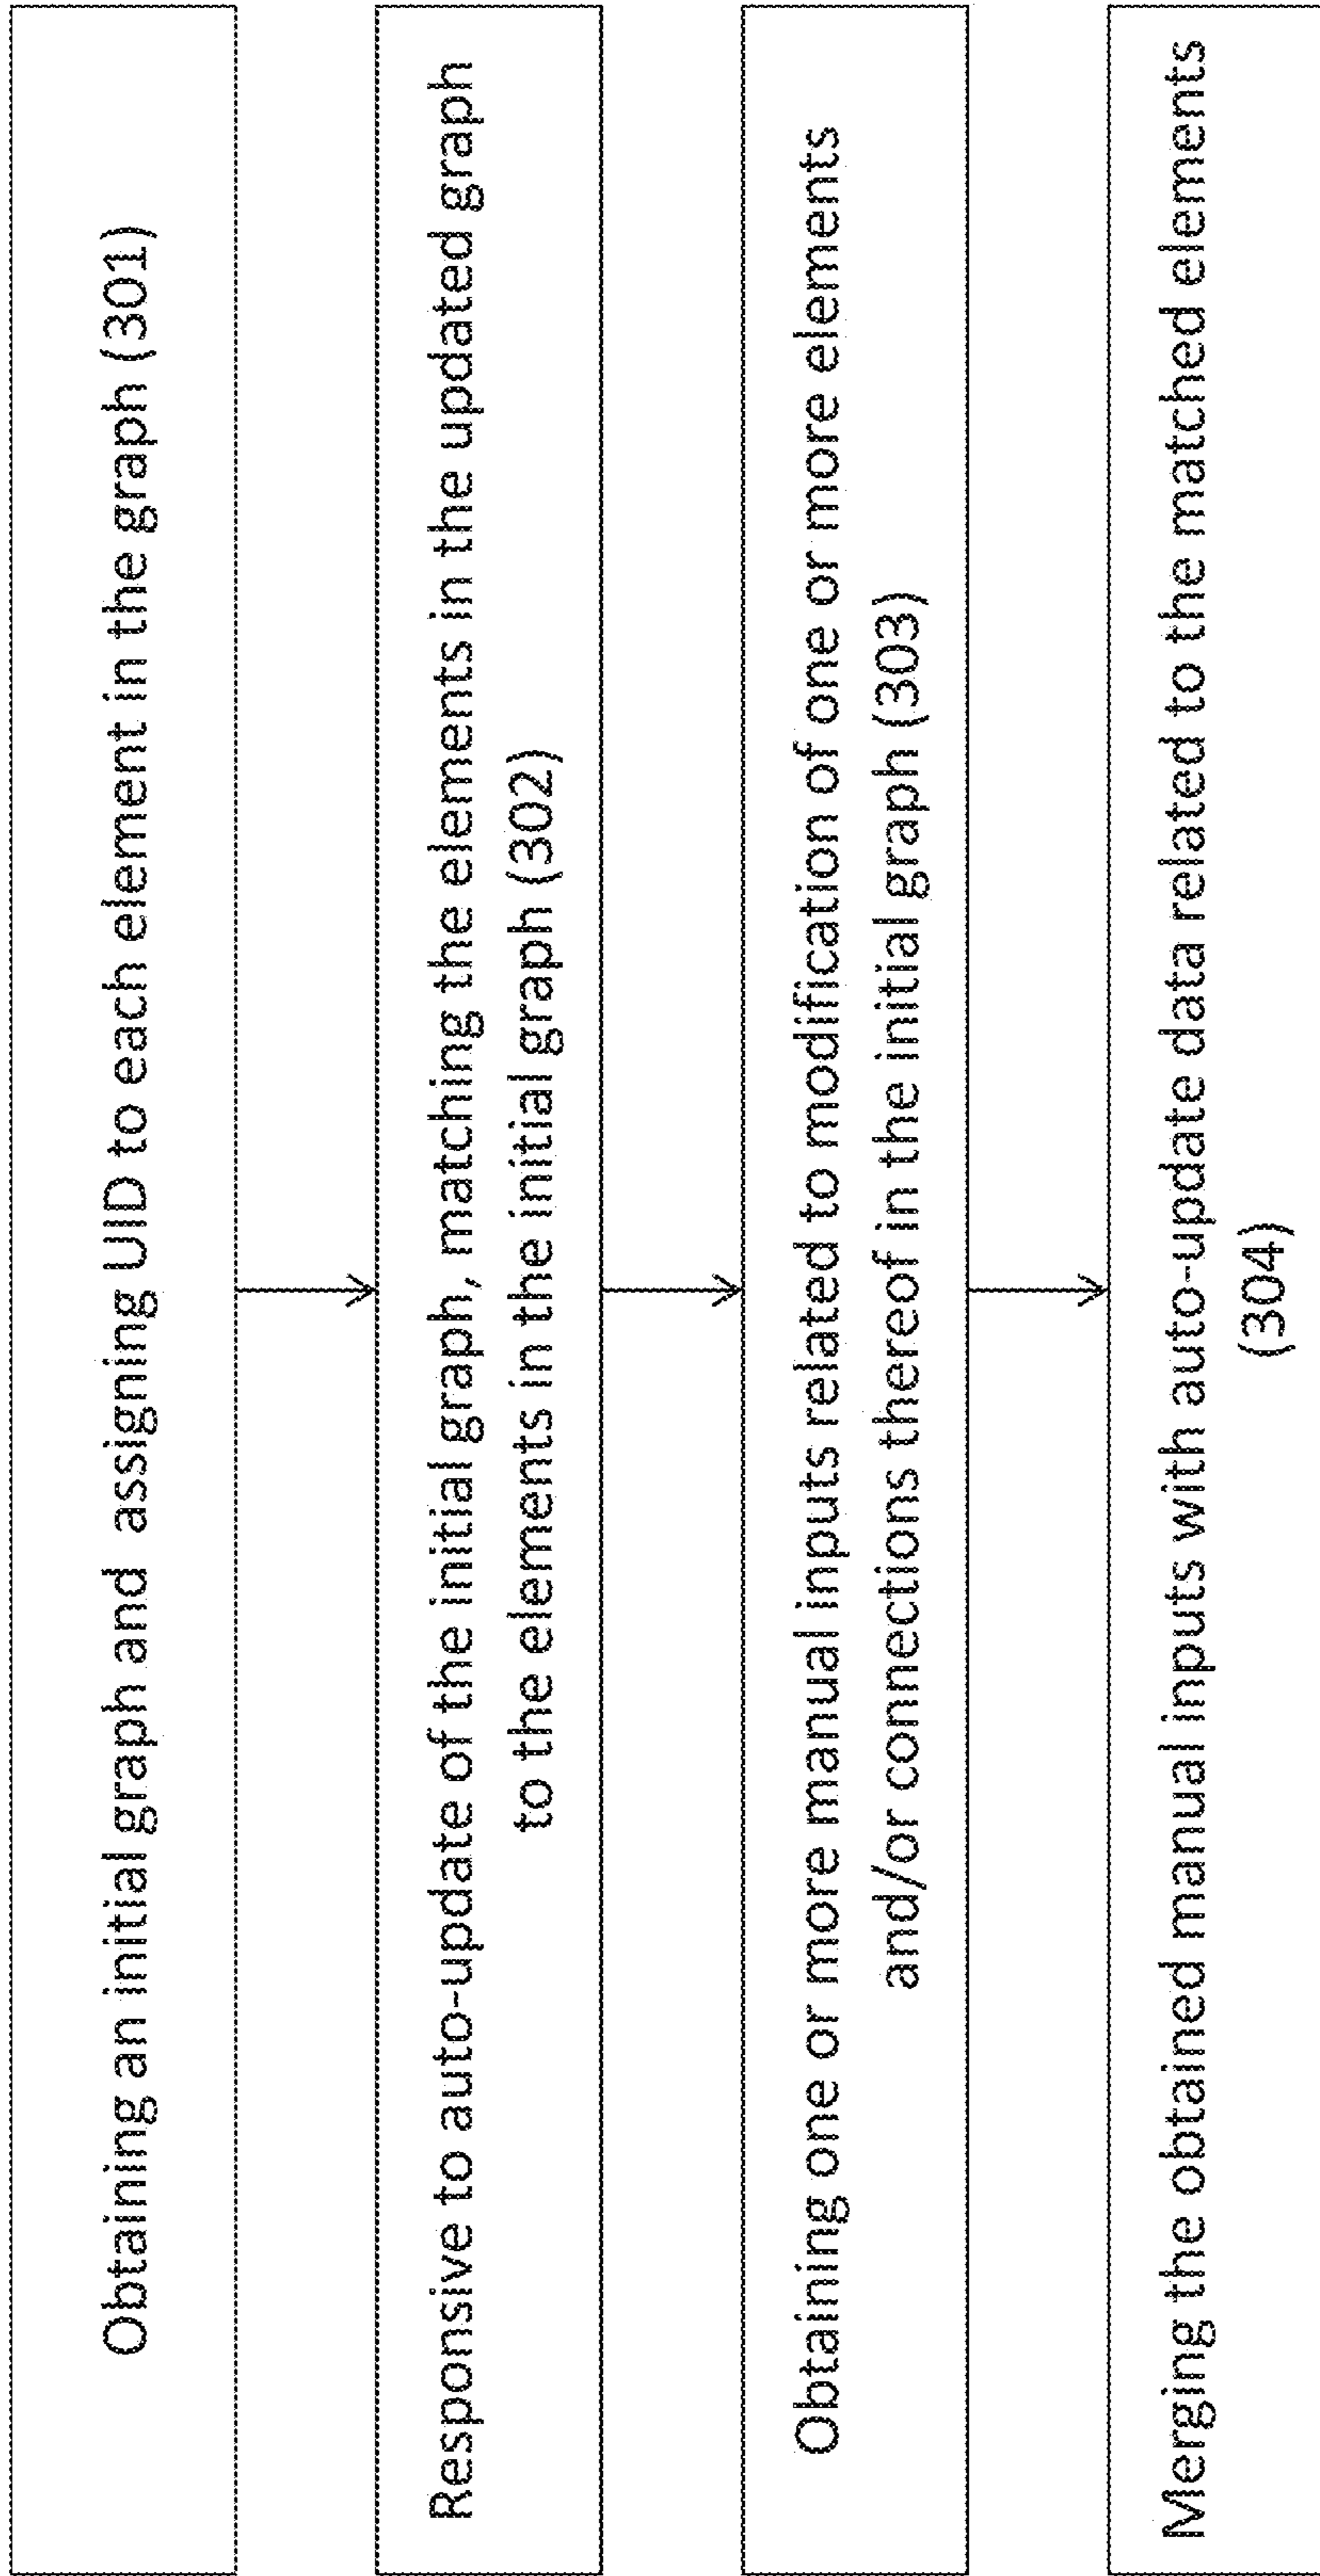 Obtaining an initial graph and assigning UID to each element in the graph (301)
Responsive to auto-update of the initial graph, matching the elements in the updated graph
to the elements in the initial graph (302)
Obtaining one or more manual inputs related to modification of one or more elements
and/or connections thereof in the initial graph (303)
Merging the obtained manual inputs with auto-update data related to the matched elements
(304)